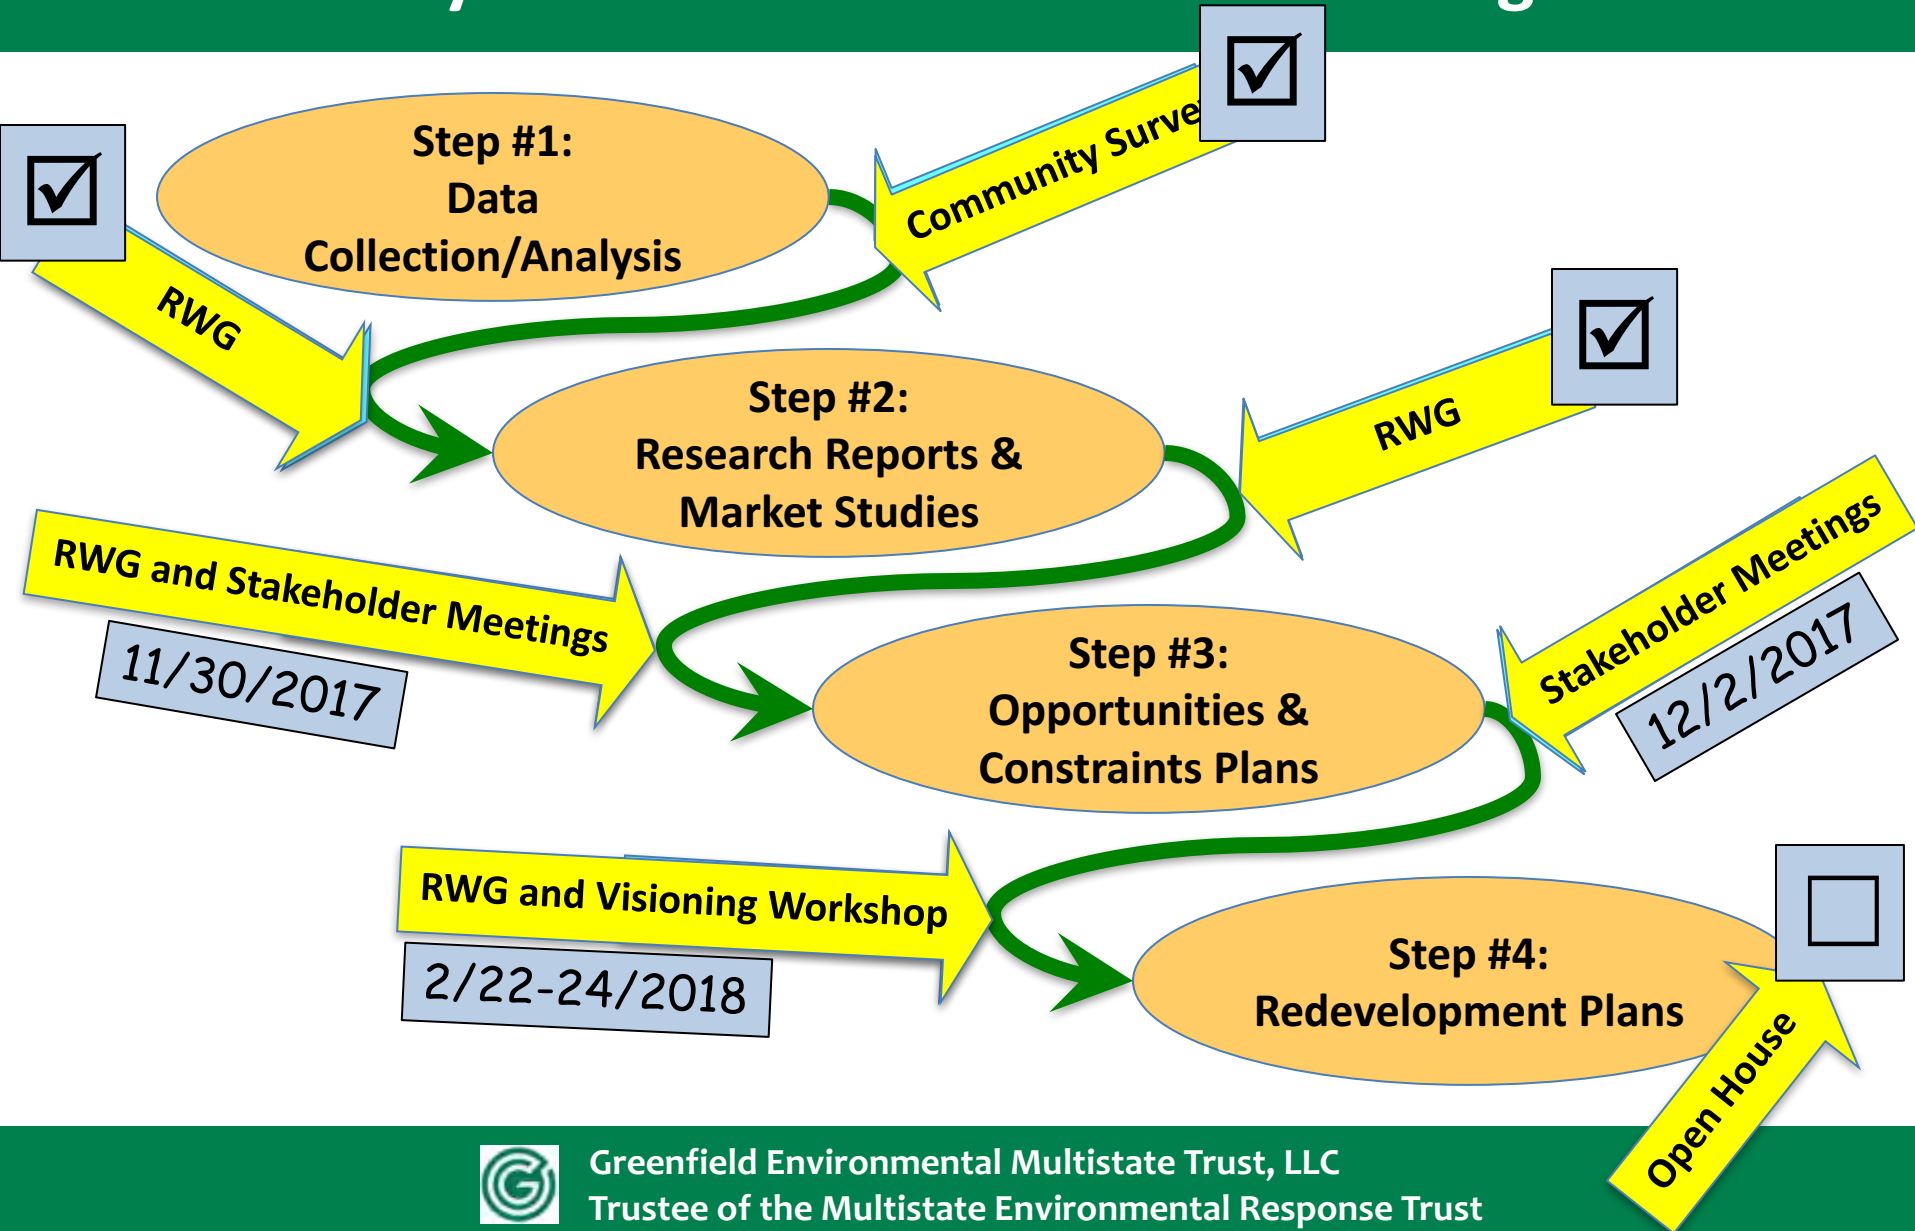 Step #1:
Data
Collection/Analysis
Community
RWG
Step #2:
Research Reports &
Market Studies
RWG
RWG and Stakeholder Meetings
11/30/2017
Step #3:
Opportunities &
Constraints Plans
Stakeholder Meetings
12/2/2017
RWG and Visioning Workshop
2/22-24/2018
Step #4:
Redevelopment Plans
Open House
Greenfield Environmental Multistate Trust, LLC
Trustee of the Multistate Environmental Response Trust